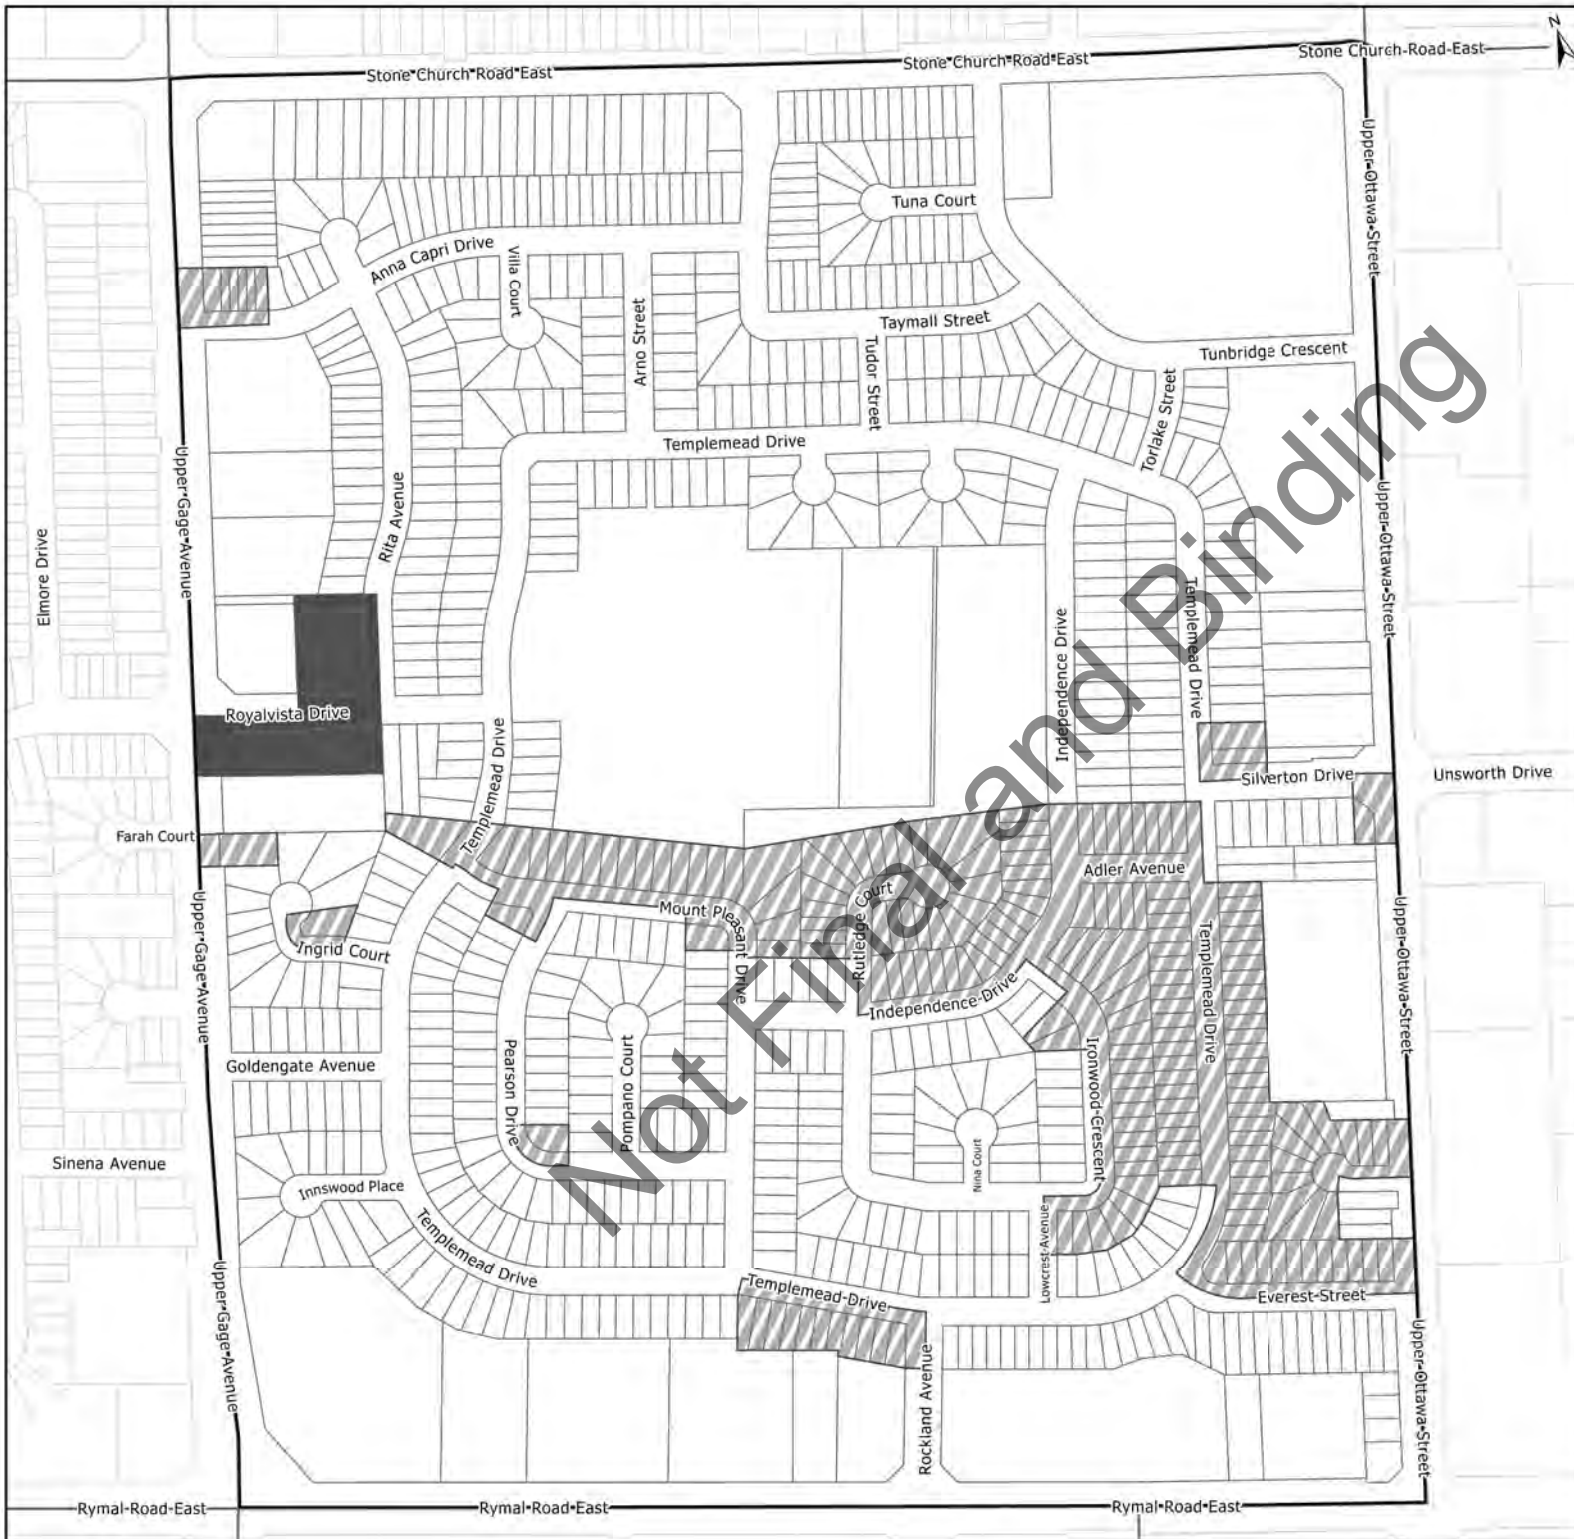 N
Stone Church Road East
Stone Church Road East
Stone Church Road East
Upper Ottawa Street
Tuna Court
Anna Capri Drive
Villa Court
Arno Street
Taymall Street
Tudor Street
Tunbridge Crescent
Torlake Street
Templemead Drive
Upper Gage Avenue
Rita Avenue
Elmore Drive
Upper Ottawa Street
Independence Drive
Templemead Drive
Royalvista Drive
Templemead Drive
Silverton Drive
Unsworth Drive
Farah Court
Adler Avenue
Rutledge Court
Mount Pleasant Drive
Upper Gage Avenue
Ingrid Court
Independence Drive
Templemead Drive
Upper Ottawa Street
Goldengate Avenue
Pearson Drive
Pompano Court
Ironwood Crescent
Nina Court
Sinena Avenue
Innswood Place
Templemead Drive
Lowcrest Avenue
Templemead Drive
Everest Street
Upper Gage Avenue
Rockland Avenue
Upper Ottawa Street
Rymal Road East
Rymal Road East
Rymal Road East
Not Final and Binding